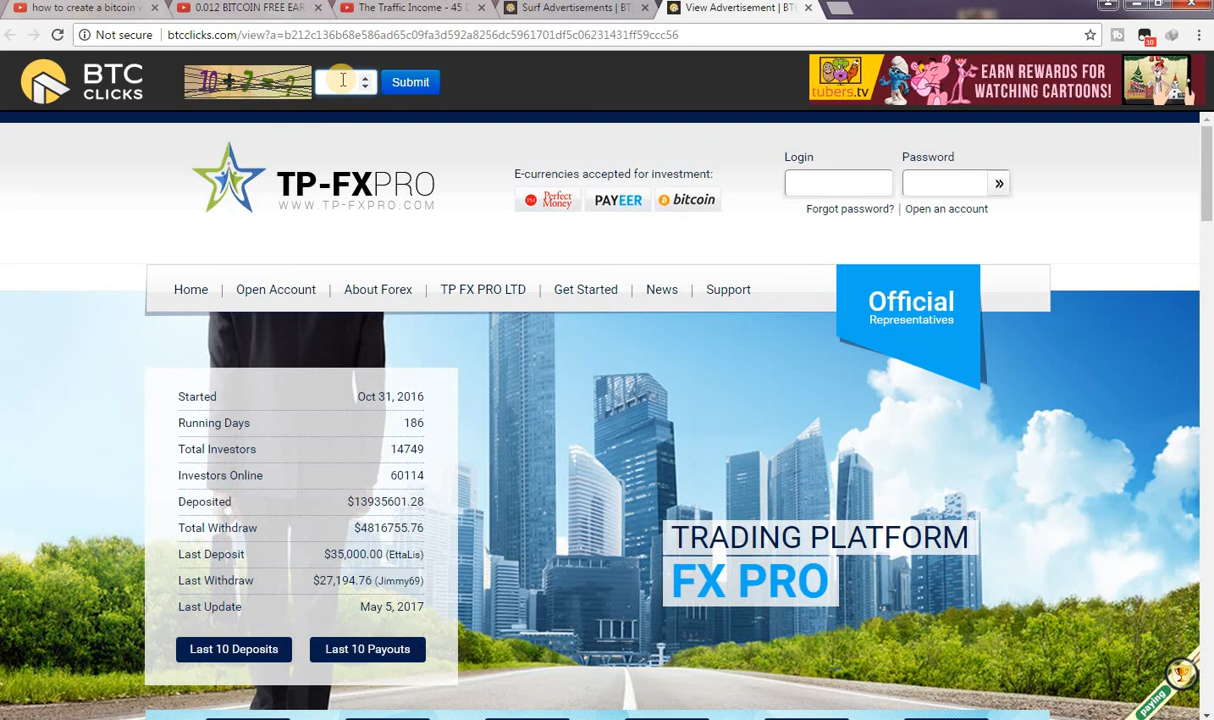 how to create a bitcoin w
0.012 BITCOIN FREE EAR
The Traffic Income - 45 D
Surf Advertisements | BT
View Advertisement | BT
Not secure
btcclicks.com/view?a=b212c136b68e586ad65c09fa3d592a8256dc5961701df5c06231431ff59ccc56
10
BTC
CLICKS
10 + 7 = ?
Submit
tubers.tv
EARN REWARDS FOR
WATCHING CARTOONS!
TP-FXPRO
WWW.TP-FXPRO.COM
E-currencies accepted for investment:
PM Perfect Money
PAYEER
bitcoin
Login
Password
»
Forgot password? | Open an account
Home | Open Account | About Forex | TP FX PRO LTD | Get Started | News | Support
Official
Representatives
Started Oct 31, 2016
Running Days 186
Total Investors 14749
Investors Online 60114
Deposited $13935601.28
Total Withdraw $4816755.76
Last Deposit $35,000.00 (EttaLis)
Last Withdraw $27,194.76 (Jimmy69)
Last Update May 5, 2017
Last 10 Deposits
Last 10 Payouts
TRADING PLATFORM
FX PRO
paying